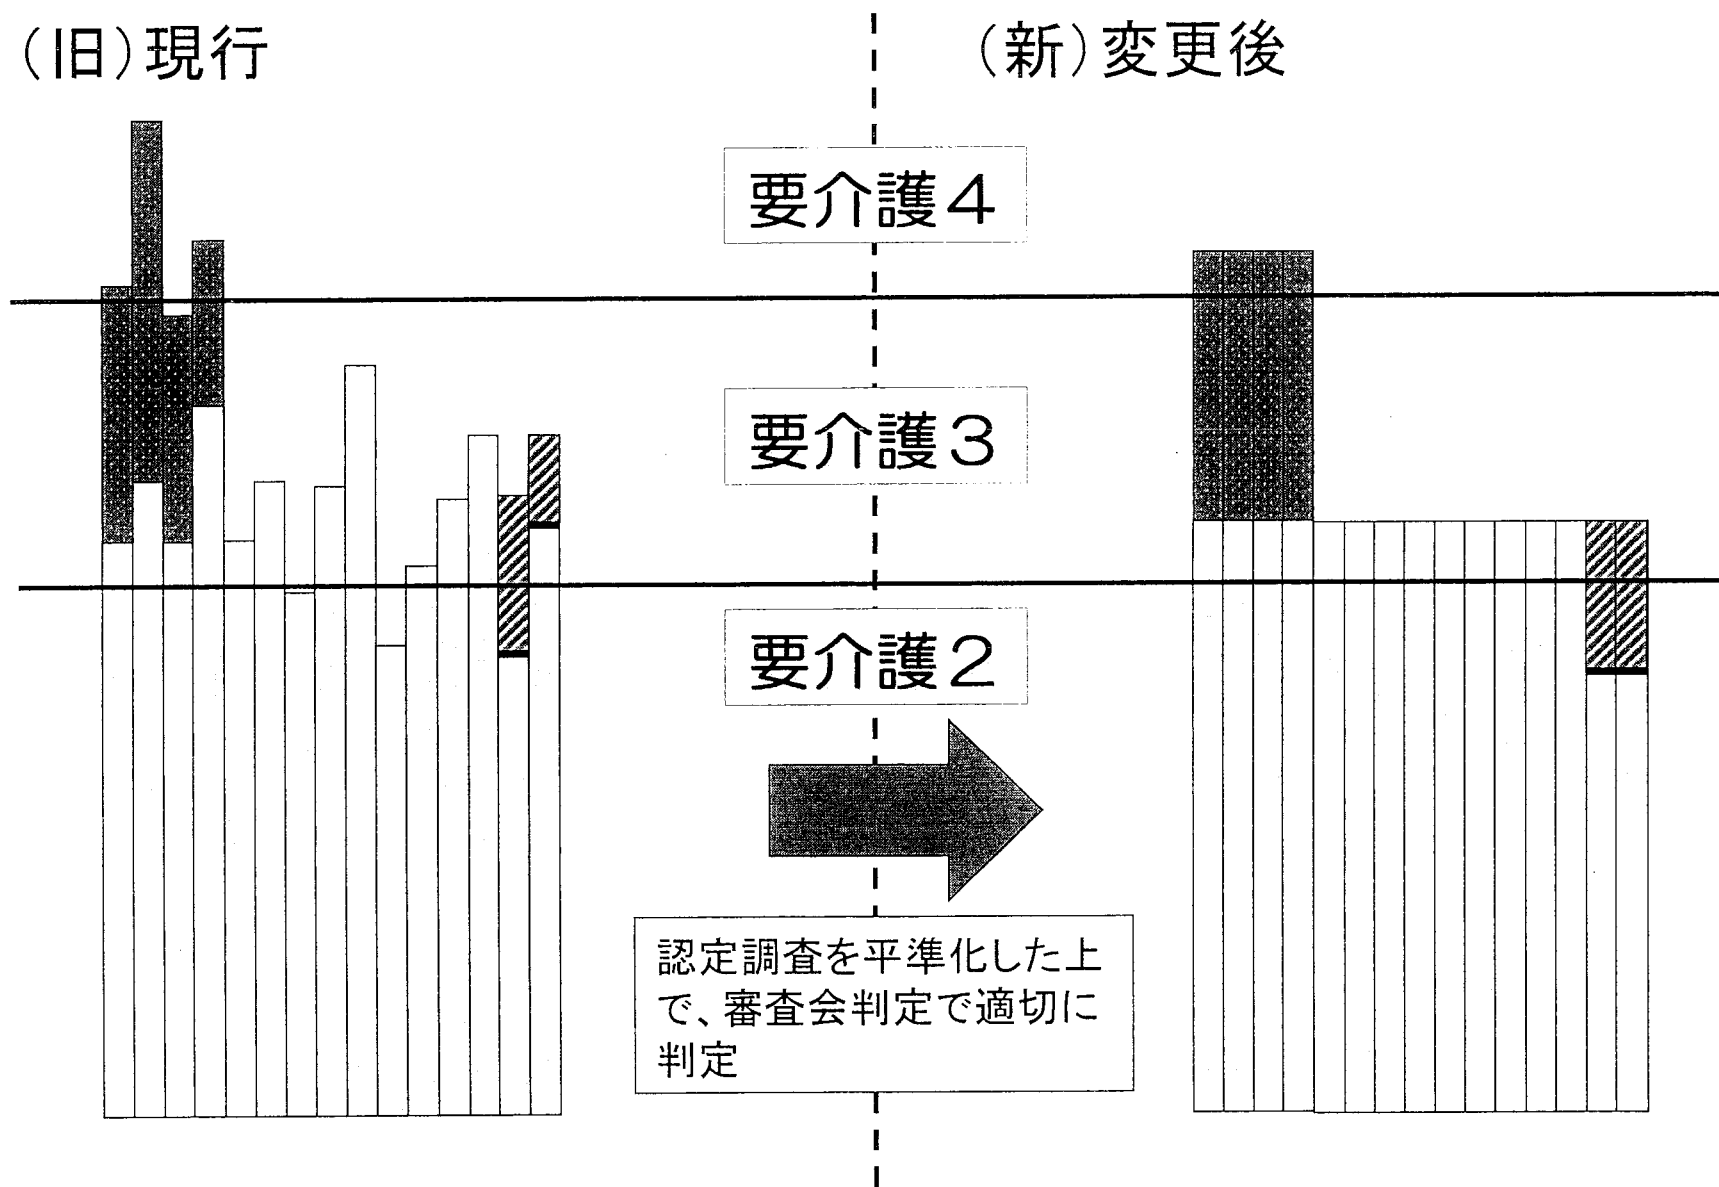 （旧）現行
（新）変更後
要介護４
要介護３
要介護２
認定調査を平準化した上
で、審査会判定で適切に
判定